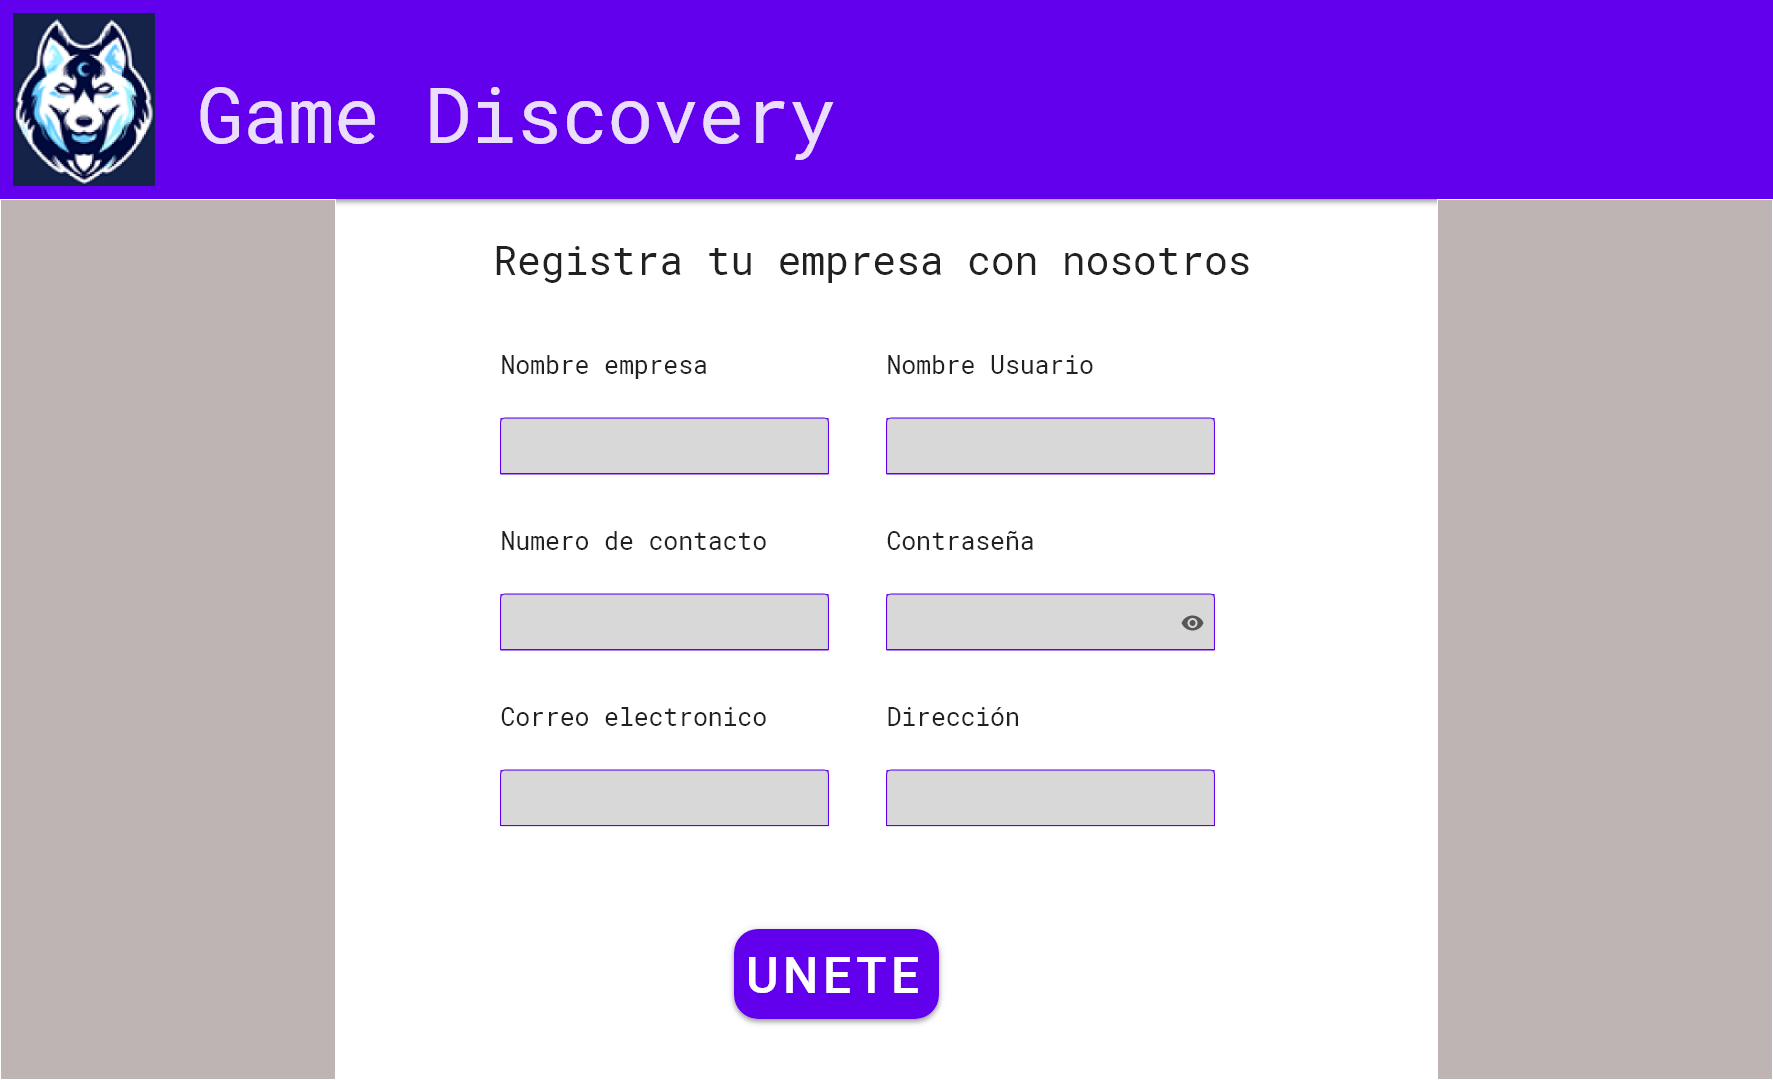 Game Discovery
Registra tu empresa con nosotros
Nombre empresa
Nombre Usuario
Numero de contacto
Contraseña
Correo electronico
Dirección
UNETE